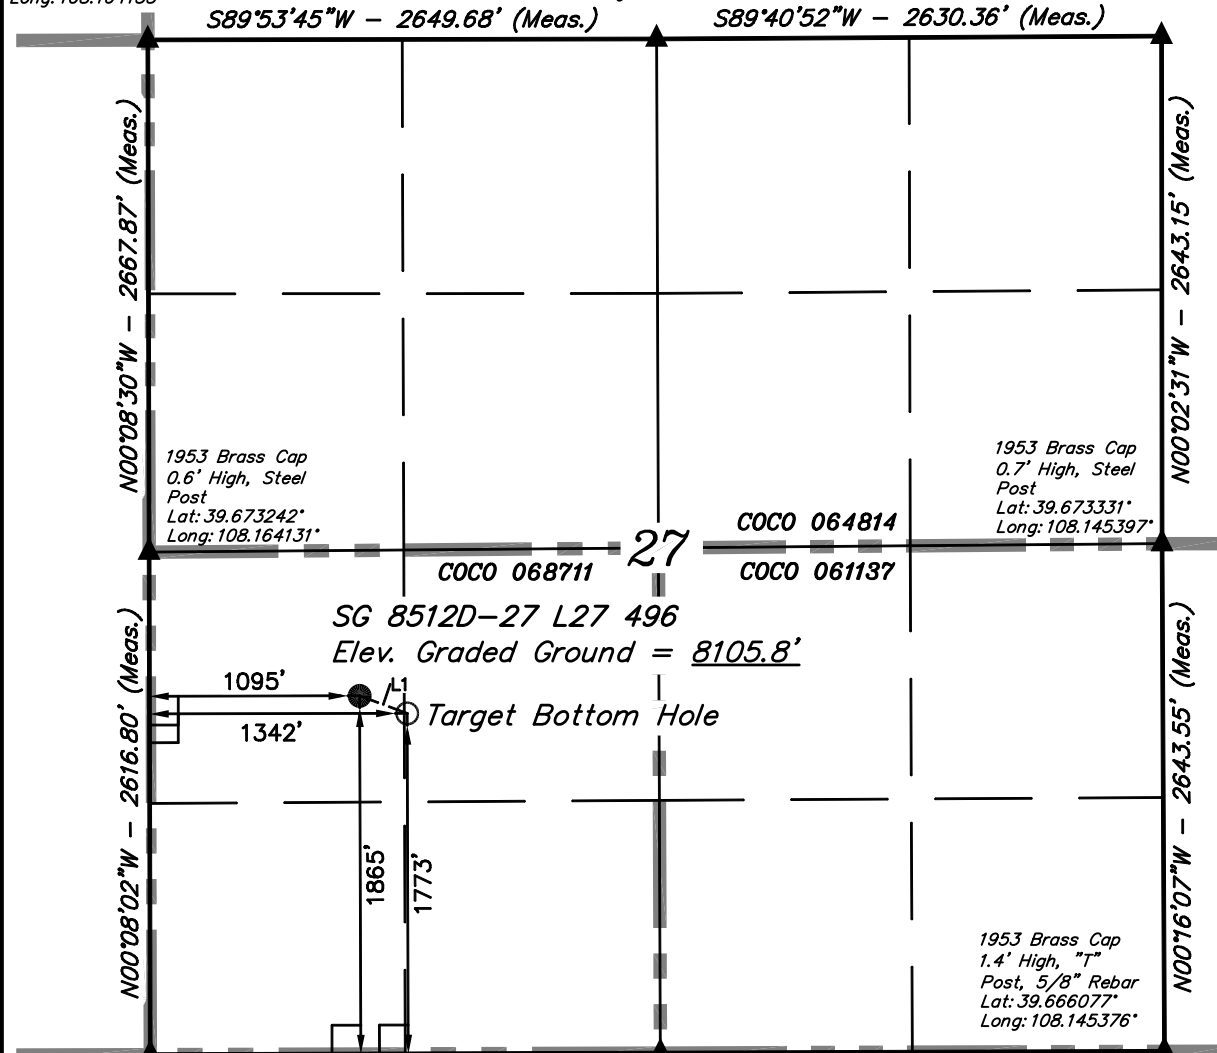 S89°53'45"W - 2649.68' (Meas.)
S89°40'52"W - 2630.36' (Meas.)
N00°08'30"W - 2667.87' (Meas.)
N00°02'31"W - 2643.15' (Meas.)
1953 Brass Cap
0.6' High, Steel
Post
Lat: 39.673242°
Long: 108.164131°
1953 Brass Cap
0.7' High, Steel
Post
Lat: 39.673331°
Long: 108.145397°
COCO 064814
27
COCO 068711
COCO 061137
SG 8512D-27 L27 496
Elev. Graded Ground = 8105.8'
N00°08'02"W - 2616.80' (Meas.)
N00°16'07"W - 2643.55' (Meas.)
1095'
L1
Target Bottom Hole
1342'
1865'
1773'
1953 Brass Cap
1.4' High, "T"
Post, 5/8" Rebar
Lat: 39.666077°
Long: 108.145376°